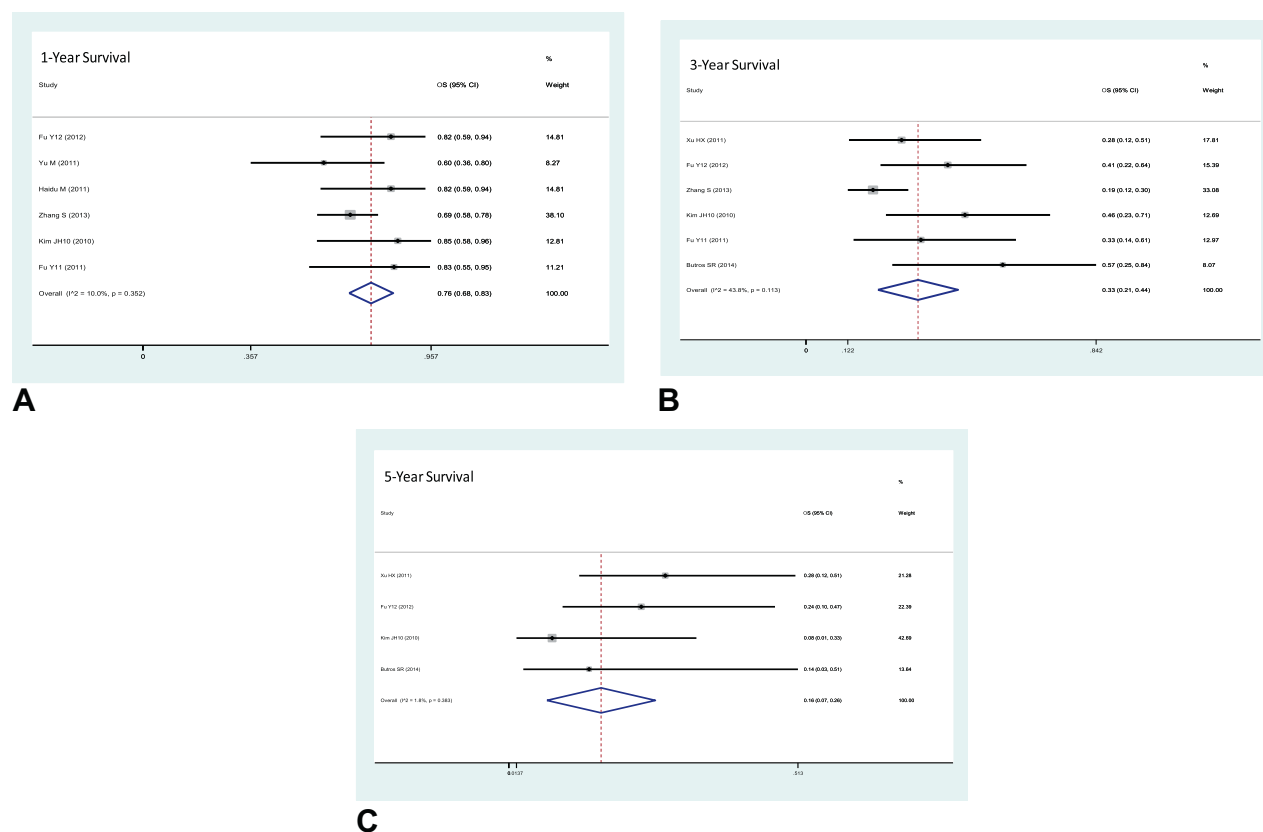 1-Year Survival
%
Study OS (95% CI) Weight
Fu Y12 (2012) 0.82 (0.59, 0.94) 14.81
Yu M (2011) 0.60 (0.36, 0.80) 8.27
Haidu M (2011) 0.82 (0.59, 0.94) 14.81
Zhang S (2013) 0.69 (0.58, 0.78) 38.10
Kim JH10 (2010) 0.85 (0.58, 0.96) 12.81
Fu Y11 (2011) 0.83 (0.55, 0.95) 11.21
Overall (I^2 = 10.0%, p = 0.352) 0.76 (0.68, 0.83) 100.00
0 .357 .957
A
3-Year Survival
%
Study OS (95% CI) Weight
Xu HX (2011) 0.28 (0.12, 0.51) 17.81
Fu Y12 (2012) 0.41 (0.22, 0.64) 15.39
Zhang S (2013) 0.19 (0.12, 0.30) 33.08
Kim JH10 (2010) 0.46 (0.23, 0.71) 12.69
Fu Y11 (2011) 0.33 (0.14, 0.61) 12.97
Butros SR (2014) 0.57 (0.25, 0.84) 8.07
Overall (I^2 = 43.8%, p = 0.113) 0.33 (0.21, 0.44) 100.00
0 .122 .842
B
5-Year Survival
%
Study OS (95% CI) Weight
Xu HX (2011) 0.28 (0.12, 0.51) 21.28
Fu Y12 (2012) 0.24 (0.10, 0.47) 22.39
Kim JH10 (2010) 0.08 (0.01, 0.33) 42.69
Butros SR (2014) 0.14 (0.03, 0.51) 13.64
Overall (I^2 = 1.8%, p = 0.383) 0.16 (0.07, 0.26) 100.00
0 .0137 .513
C